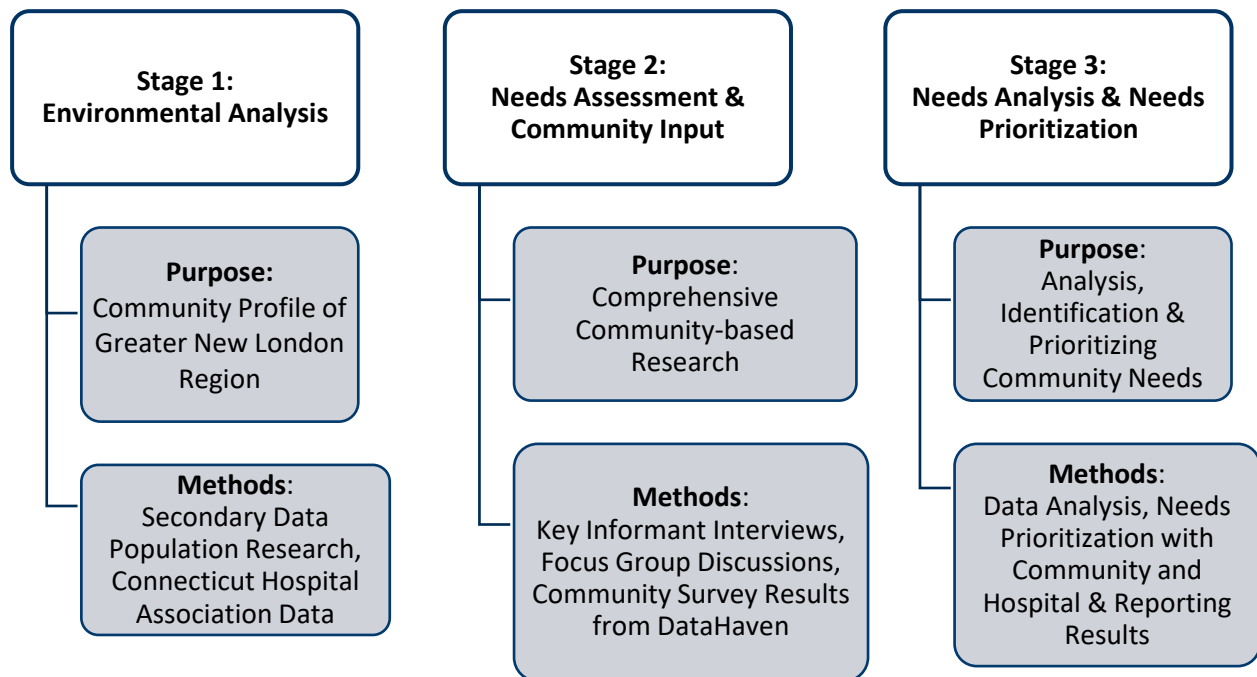 Stage 1:
Environmental Analysis
Purpose:
Community Profile of
Greater New London
Region
Methods:
Secondary Data
Population Research,
Connecticut Hospital
Association Data
Stage 2:
Needs Assessment &
Community Input
Purpose:
Comprehensive
Community-based
Research
Methods:
Key Informant Interviews,
Focus Group Discussions,
Community Survey Results
from DataHaven
Stage 3:
Needs Analysis & Needs
Prioritization
Purpose:
Analysis,
Identification &
Prioritizing
Community Needs
Methods:
Data Analysis, Needs
Prioritization with
Community and
Hospital & Reporting
Results